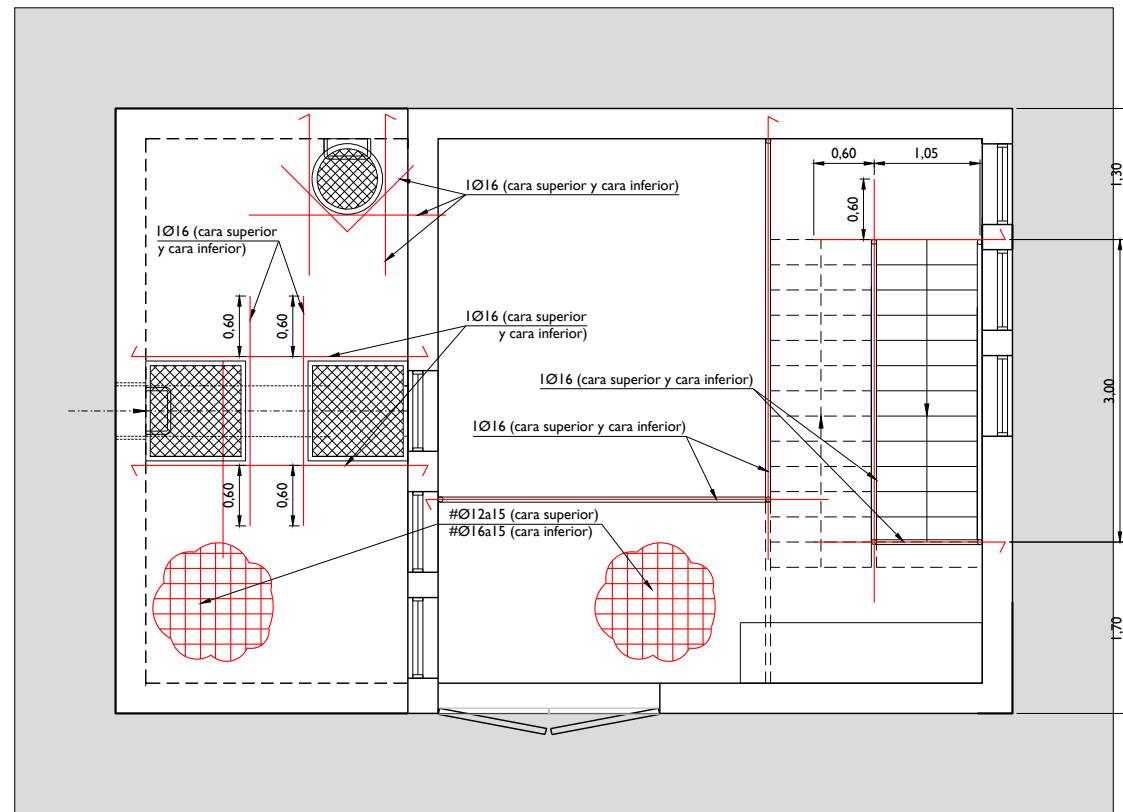 1,30
0,60
1,05
0,60
1Ø16 (cara superior y cara inferior)
1Ø16 (cara superior
y cara inferior)
0,60
0,60
1Ø16 (cara superior
y cara inferior)
1Ø16 (cara superior y cara inferior)
3,00
1Ø16 (cara superior y cara inferior)
0,60
0,60
#Ø12a15 (cara superior)
#Ø16a15 (cara inferior)
1,70